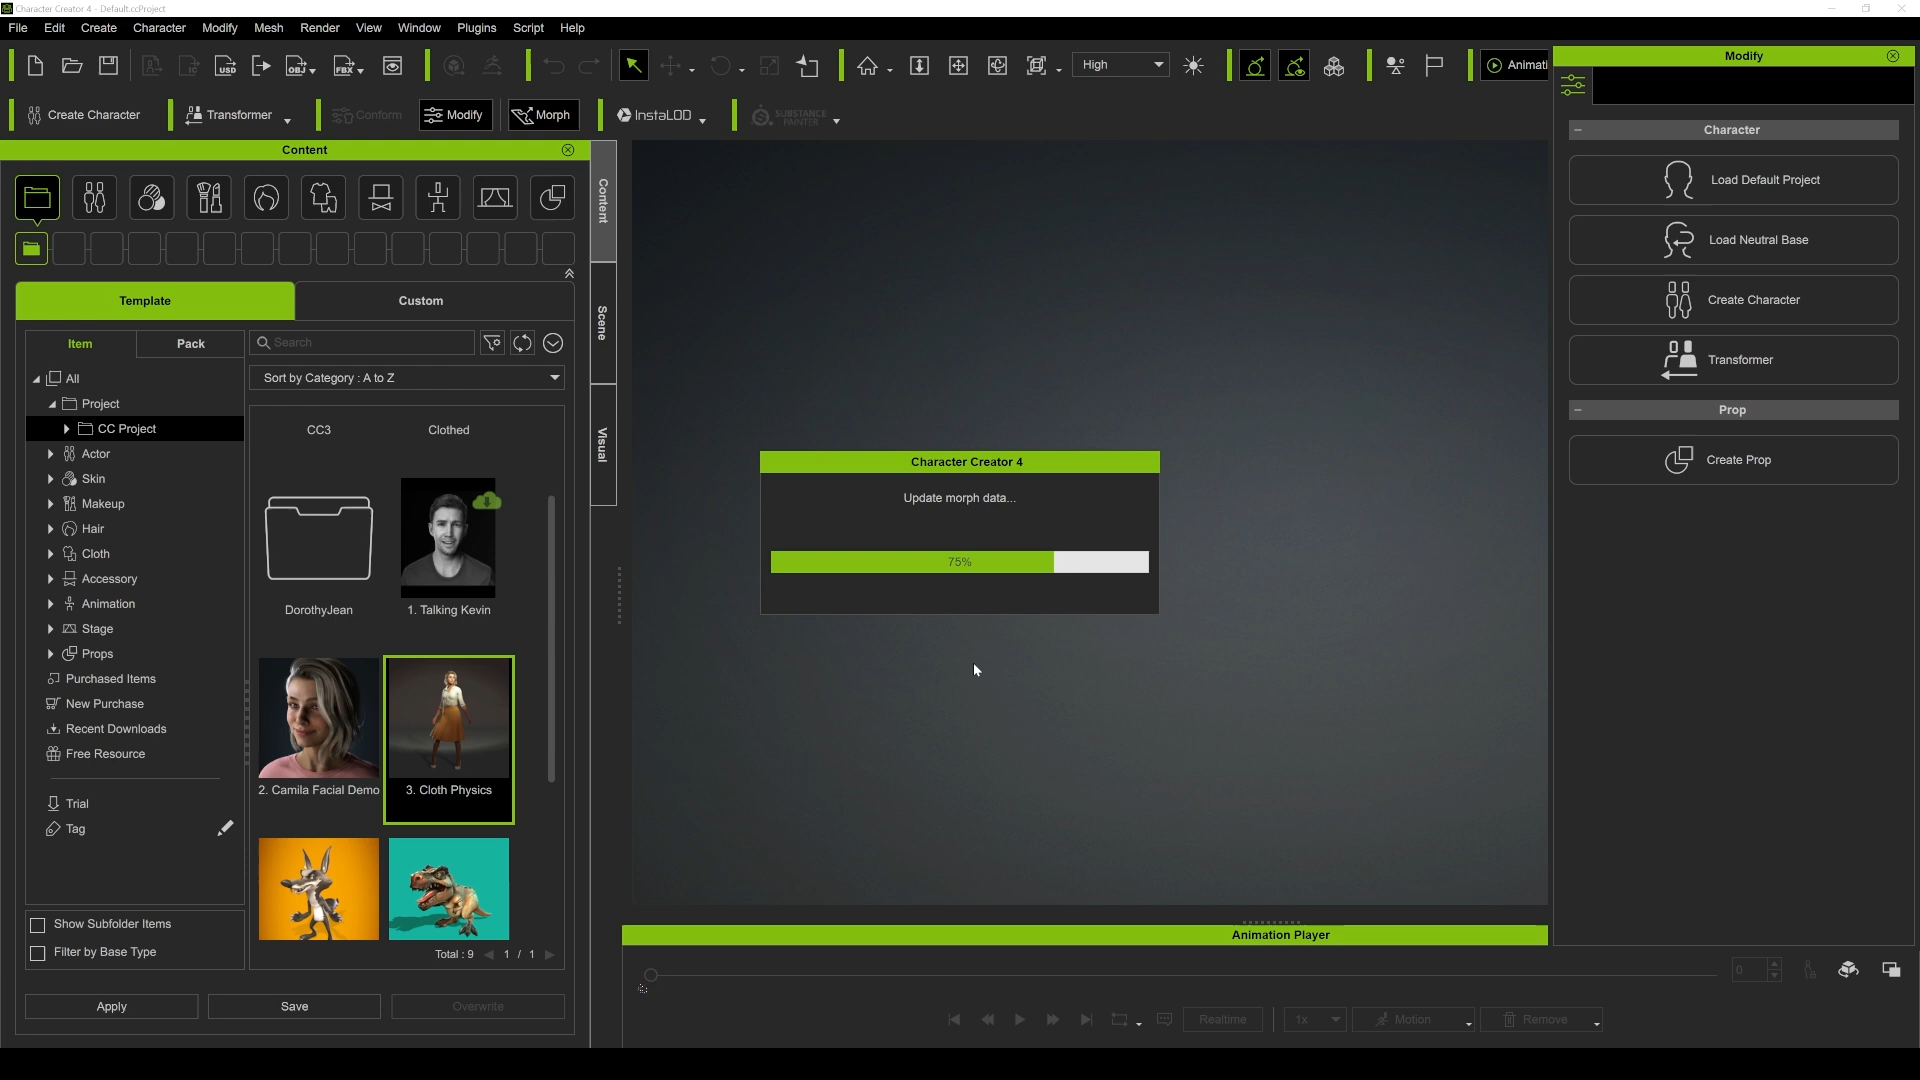 Character Creator 4 - Default.ccProject
File Edit Create Character Modify Mesh Render View Window Plugins Script Help
USD OBJ FBX High Animati
Create Character Transformer Conform Modify Morph InstaLOD SUBSTANCE PAINTER
Content
Content
Scene
Visual
Template Custom
Item Pack
Search
Sort by Category : A to Z
All
Project
CC Project
Actor
Skin
Makeup
Hair
Cloth
Accessory
Animation
Stage
Props
Purchased Items
New Purchase
Recent Downloads
Free Resource
Trial
Tag
Show Subfolder Items
Filter by Base Type
CC3 Clothed
DorothyJean 1. Talking Kevin
2. Camila Facial Demo 3. Cloth Physics
Total : 9 1 / 1
Apply Save Overwrite
Character Creator 4
Update morph data...
75%
Animation Player
0
Realtime 1x Motion Remove
Modify
Character
Load Default Project
Load Neutral Base
Create Character
Transformer
Prop
Create Prop